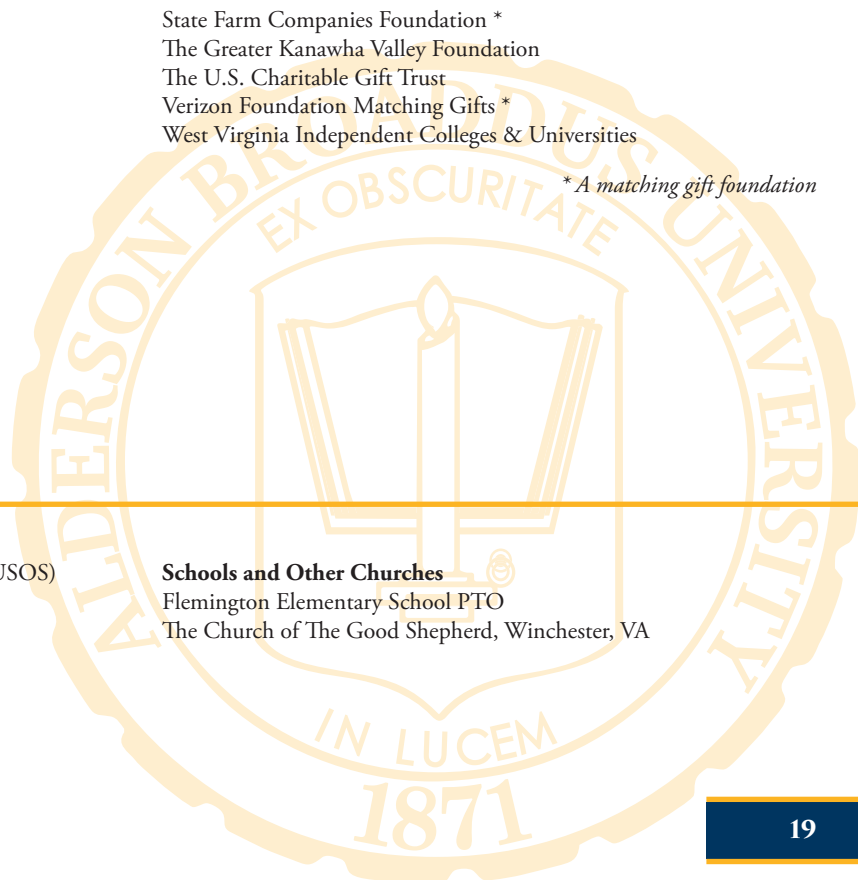 State Farm Companies Foundation *
The Greater Kanawha Valley Foundation
The U.S. Charitable Gift Trust
Verizon Foundation Matching Gifts *
West Virginia Independent Colleges & Universities
* A matching gift foundation
ALDERSON BROADDUS UNIVERSITY
EX OBSCURITATE
USOS)
Schools and Other Churches
Flemington Elementary School PTO
The Church of The Good Shepherd, Winchester, VA
IN LUCEM
1871
19